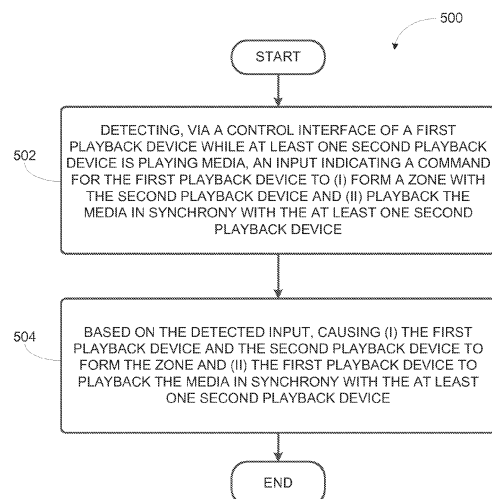 500
START
502
DETECTING, VIA A CONTROL INTERFACE OF A FIRST
PLAYBACK DEVICE WHILE AT LEAST ONE SECOND PLAYBACK
DEVICE IS PLAYING MEDIA, AN INPUT INDICATING A COMMAND
FOR THE FIRST PLAYBACK DEVICE TO (I) FORM A ZONE WITH
THE SECOND PLAYBACK DEVICE AND (II) PLAYBACK THE
MEDIA IN SYNCHRONY WITH THE AT LEAST ONE SECOND
PLAYBACK DEVICE
504
BASED ON THE DETECTED INPUT, CAUSING (I) THE FIRST
PLAYBACK DEVICE AND THE SECOND PLAYBACK DEVICE TO
FORM THE ZONE AND (II) THE FIRST PLAYBACK DEVICE TO
PLAYBACK THE MEDIA IN SYNCHRONY WITH THE AT LEAST
ONE SECOND PLAYBACK DEVICE
END